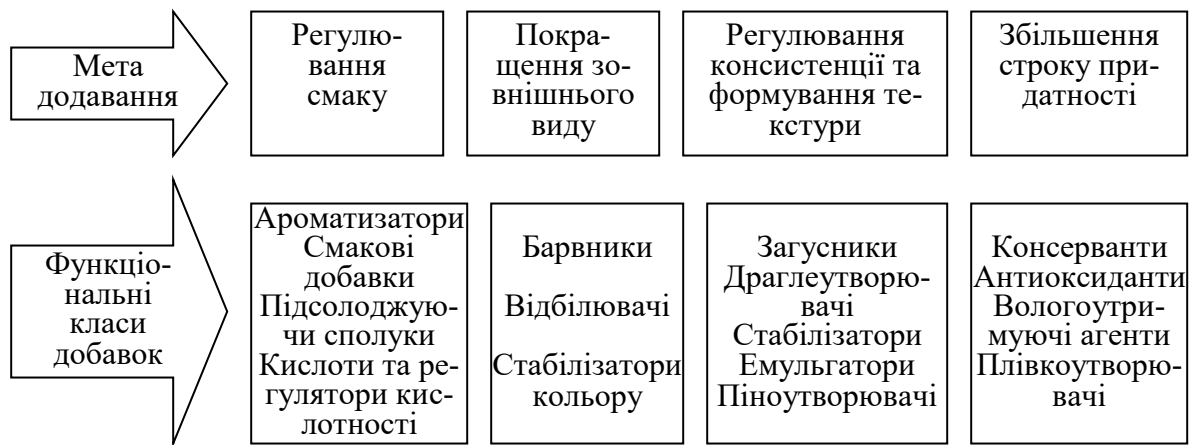 Мета
додавання
Регулю-
вання
смаку
Покра-
щення зо-
внішнього
виду
Регулювання
консистенції та
формування те-
кстури
Збільшення
строку при-
датності
Функціо-
нальні
класи
добавок
Ароматизатори
Смакові
добавки
Підсолоджую-
чи сполуки
Кислоти та ре-
гулятори кис-
лотності
Барвники
Відбілювачі
Стабілізатори
кольору
Загусники
Драглеутворю-
вачі
Стабілізатори
Емульгатори
Піноутворювачі
Консерванти
Антиоксиданти
Вологоутри-
муючі агенти
Плівкоутворю-
вачі